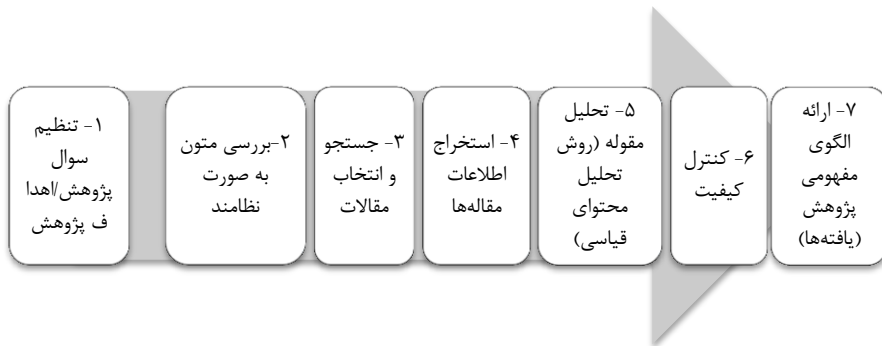 ۱- تنظیم
سوال
پژوهش/اهدا
ف پژوهش
۲-بررسی متون
به صورت
نظامند
۳- جستجو
و انتخاب
مقالات
۴- استخراج
اطلاعات
مقاله‌ها
۵- تحلیل
مقوله (روش
تحلیل
محتوای
قیاسی)
۶- کنترل
کیفیت
۷- ارائه
الگوی
مفهومی
پژوهش
(یافته‌ها)